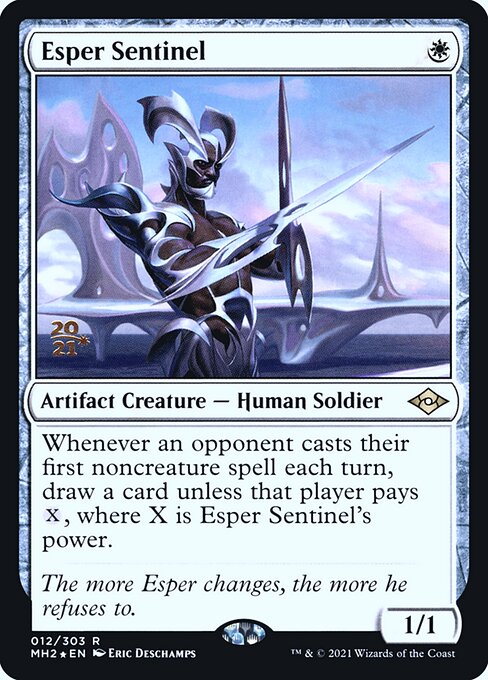 Esper Sentinel
20
21
Artifact Creature — Human Soldier
Whenever an opponent casts their
first noncreature spell each turn,
draw a card unless that player pays
X, where X is Esper Sentinel's
power.
The more Esper changes, the more he
refuses to.
1/1
012/303 R
MH2★EN Eric Deschamps
™ & © 2021 Wizards of the Coast